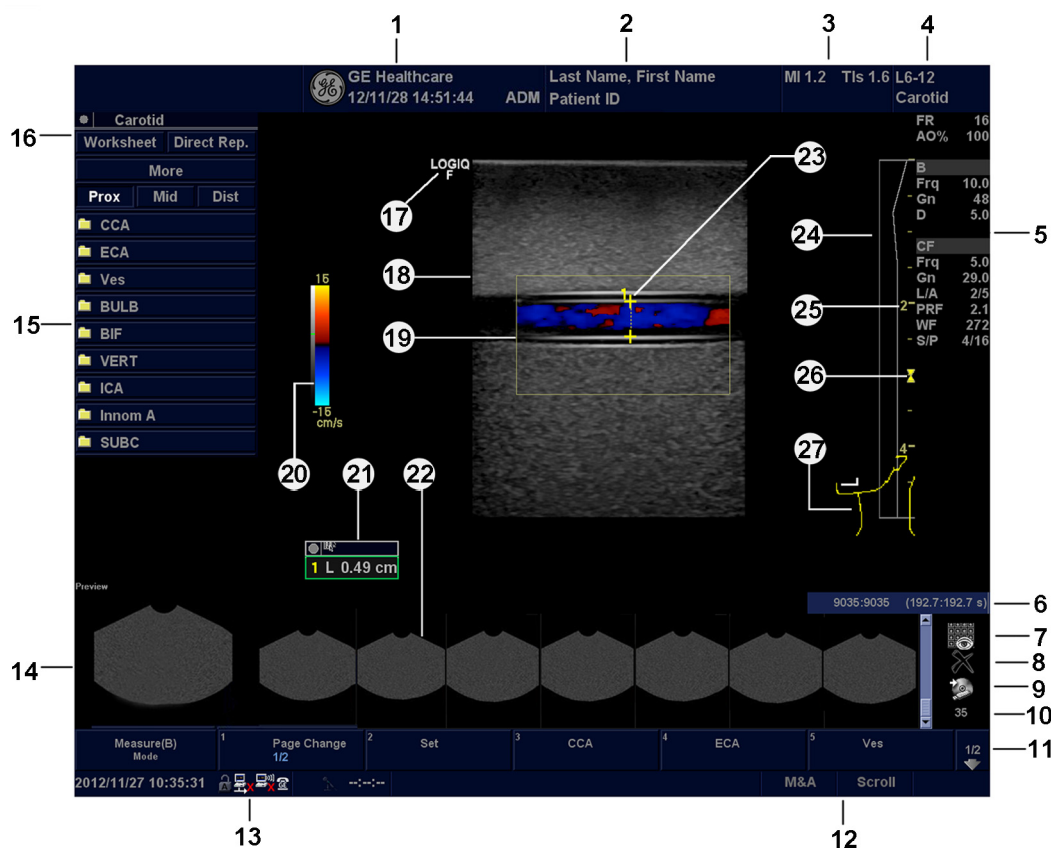 1 2 3 4
GE Healthcare Last Name, First Name MI 1.2 TIs 1.6 L6-12
12/11/28 14:51:44 ADM Patient ID Carotid
FR 16
AO% 100
Carotid
16
Worksheet Direct Rep.
More
Prox Mid Dist
CCA
ECA
Ves
BULB
BIF
VERT
ICA
Innom A
SUBC
15
LOGIQ
F
17
18
19
23
24
25
26
27
B
Frq 10.0
Gn 48
D 5.0
5
CF
Frq 5.0
Gn 29.0
L/A 2/5
PRF 2.1
WF 272
S/P 4/16
2
4
15
-15
cm/s
1
20 21 22
1 L 0.49 cm
Preview
9035:9035 (192.7:192.7 s)
6
7
8
9
35
10
14
Measure(B)
Mode
1 Page Change
1/2
2 Set
3 CCA
4 ECA
5 Ves
1/2
11
2012/11/27 10:35:31 --:--:-- M&A Scroll
13 12